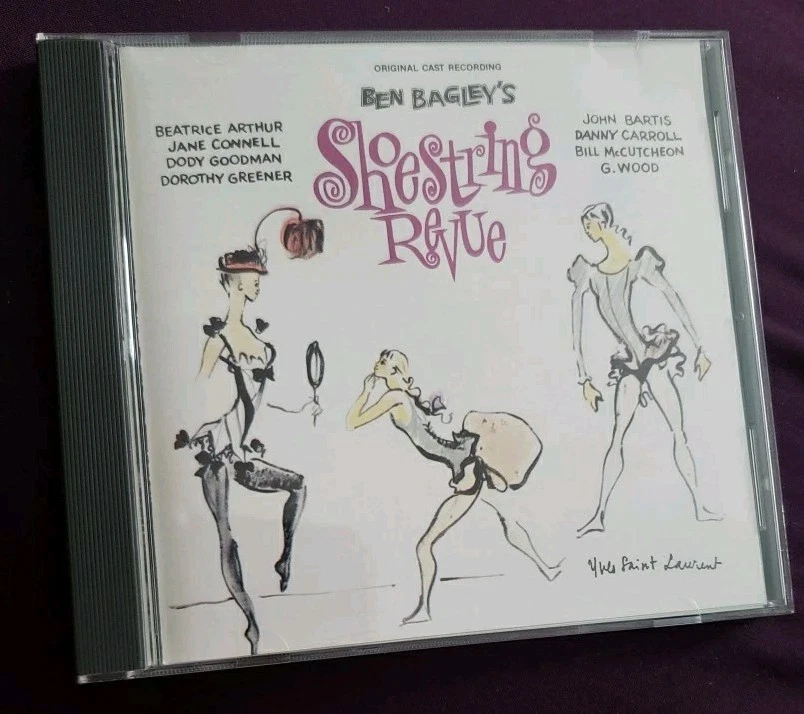 ORIGINAL CAST RECORDING
BEN BAGLEY'S
Shoestring
Revue
BEATRICE ARTHUR
JANE CONNELL
DODY GOODMAN
DOROTHY GREENER
JOHN BARTIS
DANNY CARROLL
BILL McCUTCHEON
G. WOOD
Yves Saint Laurent